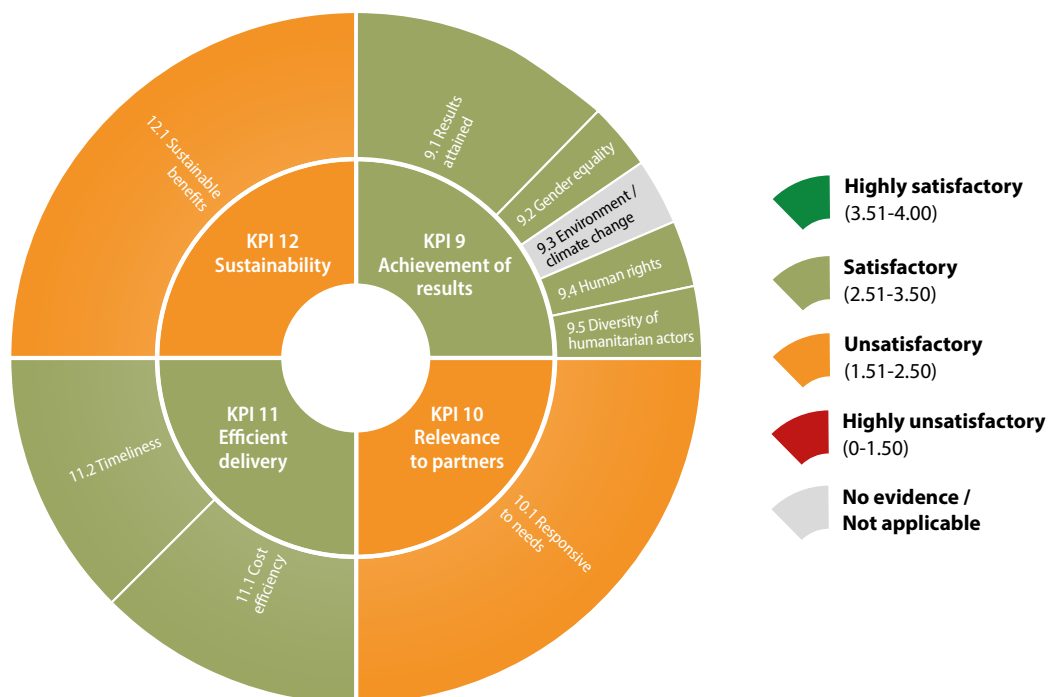 12.1 Sustainable
benefits
9.1 Results
attained
9.2 Gender equality
9.3 Environment /
climate change
9.4 Human rights
9.5 Diversity of
humanitarian actors
KPI 12
Sustainability
KPI 9
Achievement of
results
KPI 11
Efficient
delivery
KPI 10
Relevance
to partners
11.2 Timeliness
11.1 Cost
efficiency
10.1 Responsive
to needs
Highly satisfactory
(3.51-4.00)
Satisfactory
(2.51-3.50)
Unsatisfactory
(1.51-2.50)
Highly unsatisfactory
(0-1.50)
No evidence /
Not applicable